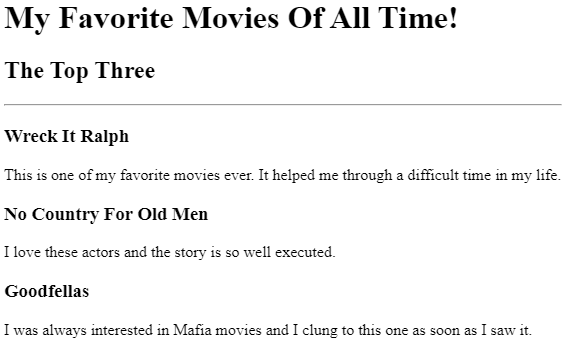 My Favorite Movies Of All Time!
The Top Three
Wreck It Ralph
This is one of my favorite movies ever. It helped me through a difficult time in my life.
No Country For Old Men
I love these actors and the story is so well executed.
Goodfellas
I was always interested in Mafia movies and I clung to this one as soon as I saw it.